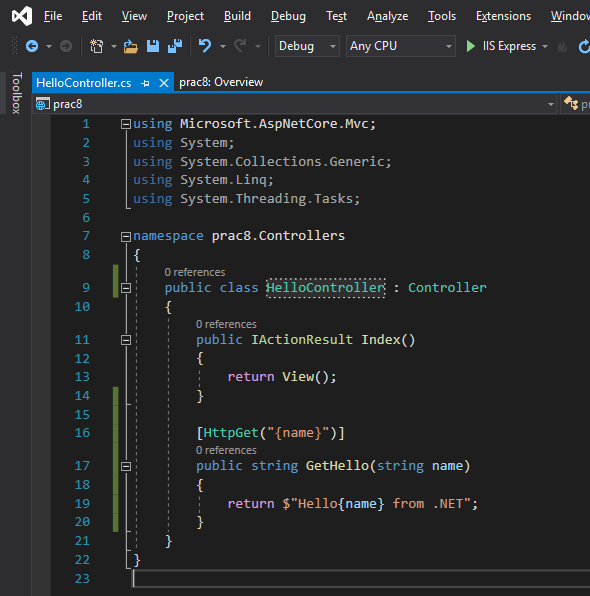 File Edit View Project Build Debug Test Analyze Tools Extensions Window
Debug Any CPU IIS Express
Toolbox
HelloController.cs prac8: Overview
prac8
1 using Microsoft.AspNetCore.Mvc;
2 using System;
3 using System.Collections.Generic;
4 using System.Linq;
5 using System.Threading.Tasks;
6
7 namespace prac8.Controllers
8 {
0 references
9 public class HelloController : Controller
10 {
0 references
11 public IActionResult Index()
12 {
13 return View();
14 }
15
16 [HttpGet("{name}")]
0 references
17 public string GetHello(string name)
18 {
19 return $"Hello{name} from .NET";
20 }
21 }
22 }
23